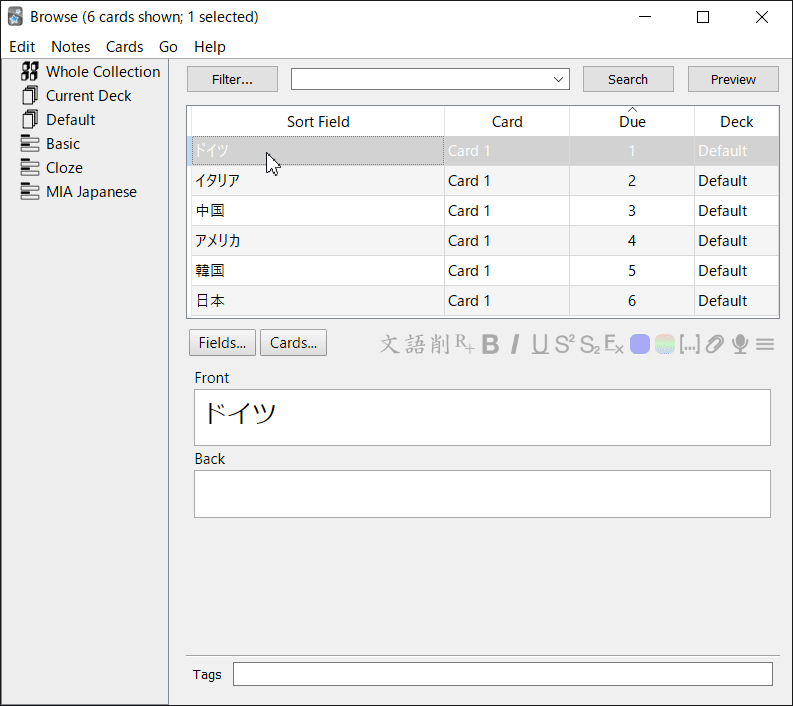 Browse (6 cards shown; 1 selected)
Edit Notes Cards Go Help
Whole Collection
Current Deck
Default
Basic
Cloze
MIA Japanese
Filter... Search Preview
Sort Field Card Due Deck
ドイツ Card 1 1 Default
イタリア Card 1 2 Default
中国 Card 1 3 Default
アメリカ Card 1 4 Default
韓国 Card 1 5 Default
日本 Card 1 6 Default
Fields... Cards... 文 語 削 R+ B I U S² S₂ Ex [...]
Front
ドイツ
Back
Tags